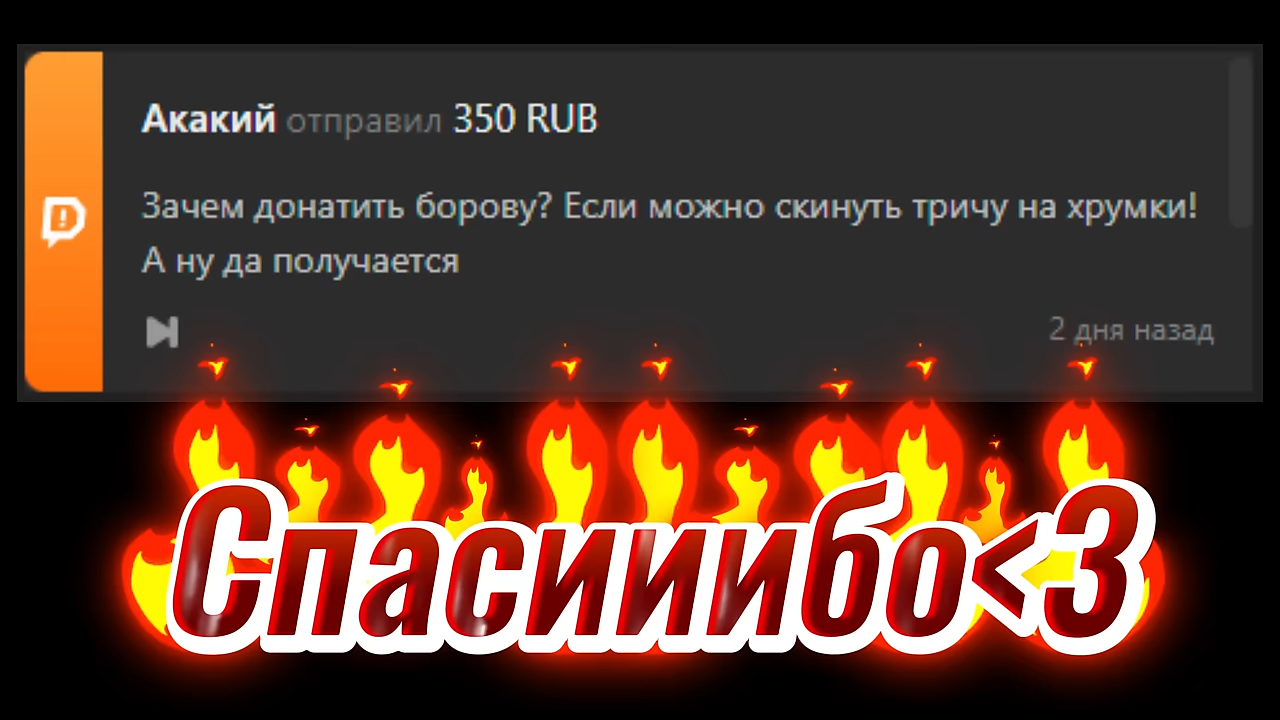 Акакий отправил 350 RUB
Зачем донатить борову? Если можно скинуть тричу на хрумки!
А ну да получается
2 дня назад
Спасииибо<3